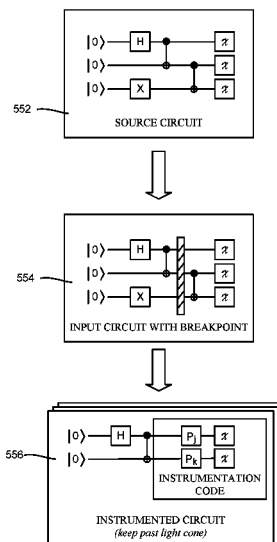 |0⟩ H 𝜋
|0⟩ 𝜋
|0⟩ X 𝜋
552
SOURCE CIRCUIT
|0⟩ H 𝜋
|0⟩ 𝜋
|0⟩ X 𝜋
554
INPUT CIRCUIT WITH BREAKPOINT
|0⟩ H Pj 𝜋
|0⟩ Pk 𝜋
556
INSTRUMENTATION
CODE
INSTRUMENTED CIRCUIT
(keep past light cone)